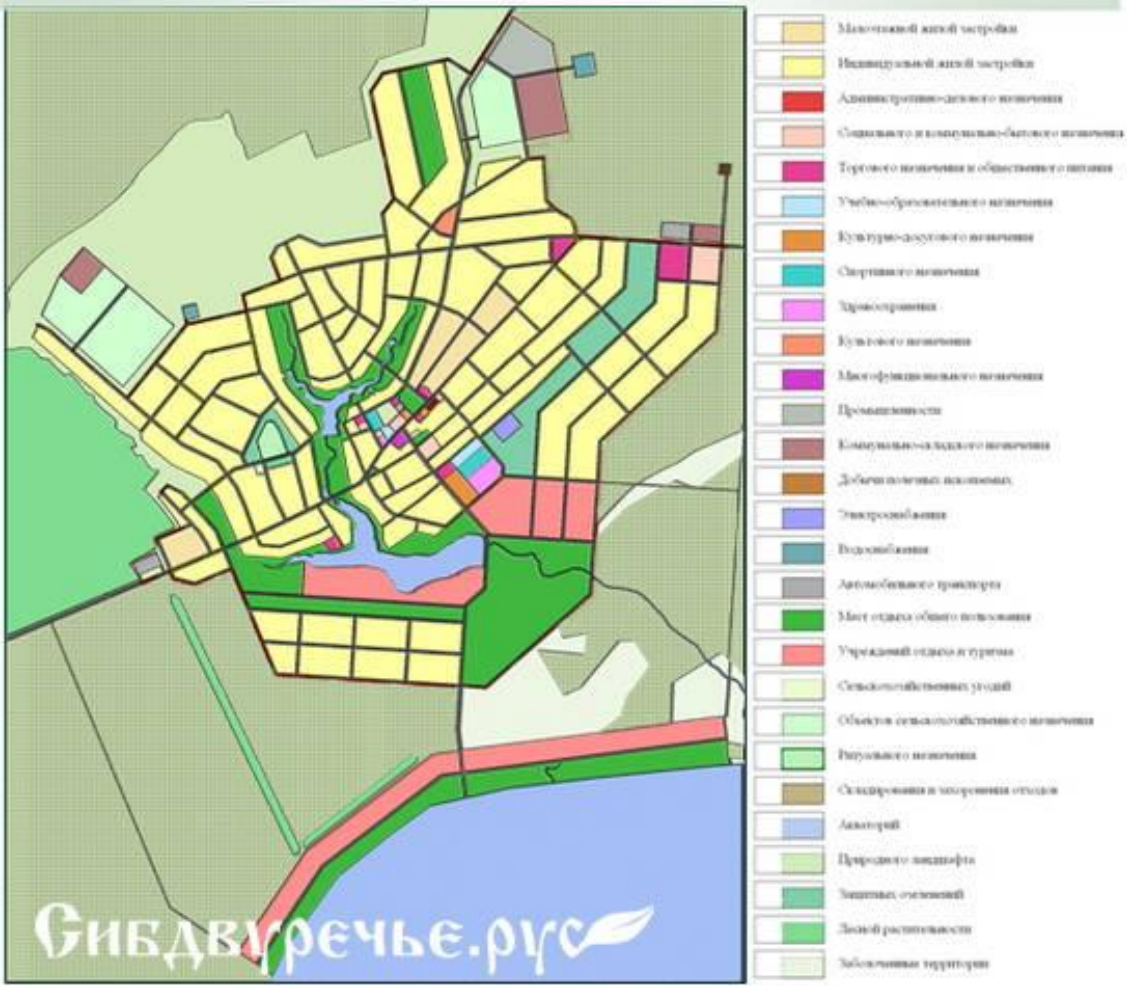 Малоэтажной жилой застройки
Индивидуальной жилой застройки
Административно-делового назначения
Социального и коммунально-бытового назначения
Торгового назначения и общественного питания
Учебно-образовательного назначения
Культурно-досугового назначения
Спортивного назначения
Здравоохранения
Культового назначения
Многофункционального назначения
Промышленности
Коммунально-складского назначения
Добычи полезных ископаемых
Электроснабжения
Водоснабжения
Автомобильного транспорта
Мест отдыха общего пользования
Учреждений отдыха и туризма
Сельскохозяйственных угодий
Объектов сельскохозяйственного назначения
Ритуального назначения
Складирования и захоронения отходов
Акваторий
Природного ландшафта
Защитных озеленений
Лесной растительности
Заболоченные территории
Сибдвуречье.рус